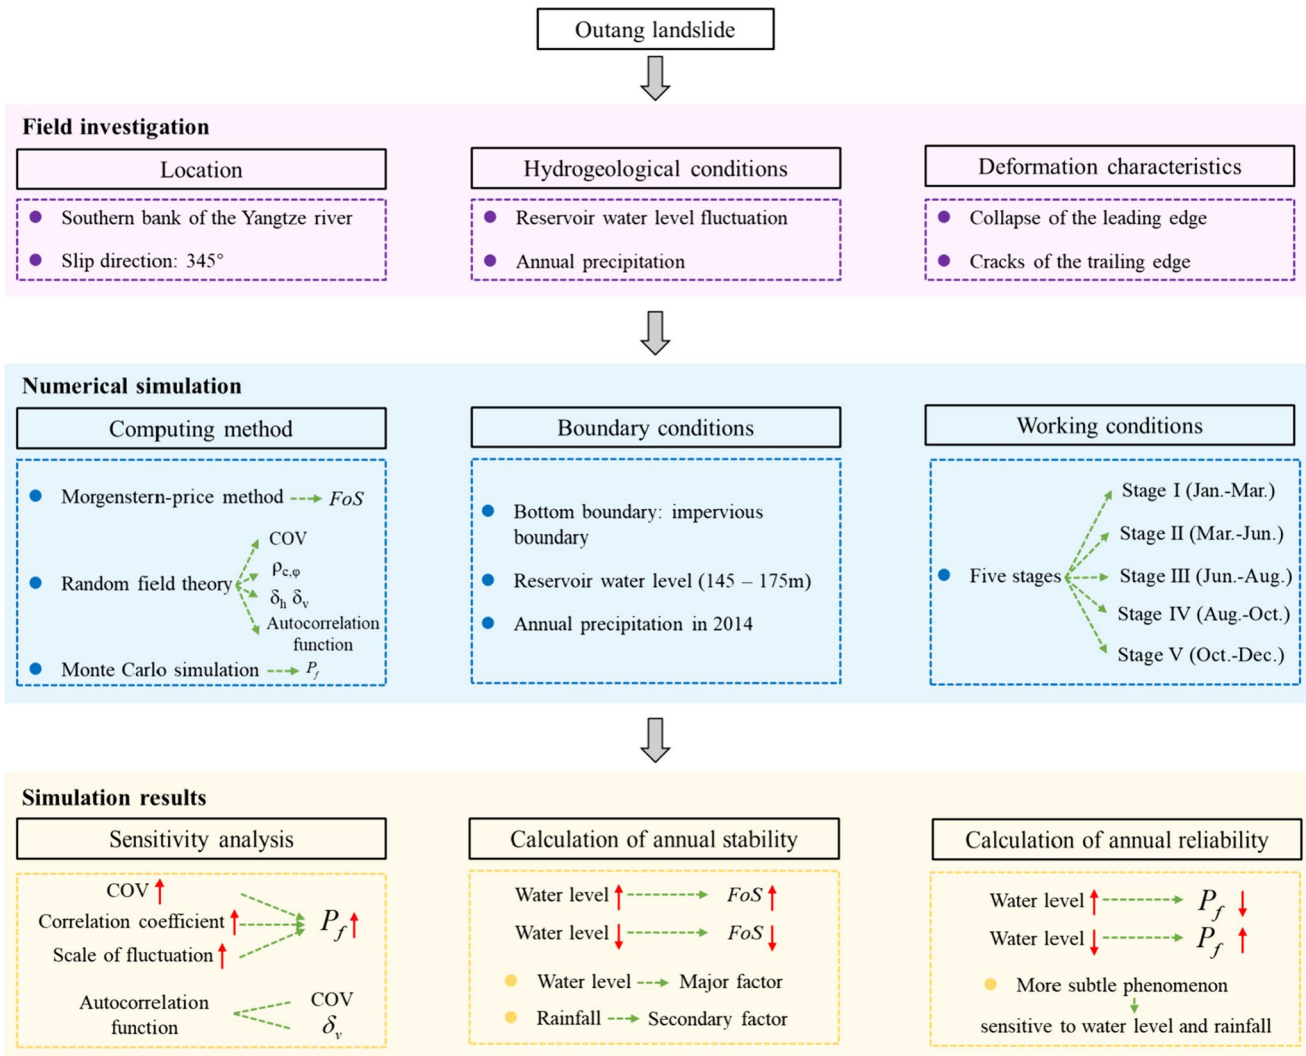 Outang landslide
Field investigation
Location
Southern bank of the Yangtze river
Slip direction: 345°
Hydrogeological conditions
Reservoir water level fluctuation
Annual precipitation
Deformation characteristics
Collapse of the leading edge
Cracks of the trailing edge
Numerical simulation
Computing method
Morgenstern-price method FoS
Random field theory
COV
ρc,φ
δh δv
Autocorrelation
function
Monte Carlo simulation Pf
Boundary conditions
Bottom boundary: impervious
boundary
Reservoir water level (145 – 175m)
Annual precipitation in 2014
Working conditions
Five stages
Stage I (Jan.-Mar.)
Stage II (Mar.-Jun.)
Stage III (Jun.-Aug.)
Stage IV (Aug.-Oct.)
Stage V (Oct.-Dec.)
Simulation results
Sensitivity analysis
COV
Correlation coefficient
Scale of fluctuation
Pf
Autocorrelation
function
COV
δv
Calculation of annual stability
Water level FoS
Water level FoS
Water level Major factor
Rainfall Secondary factor
Calculation of annual reliability
Water level Pf
Water level Pf
More subtle phenomenon
sensitive to water level and rainfall